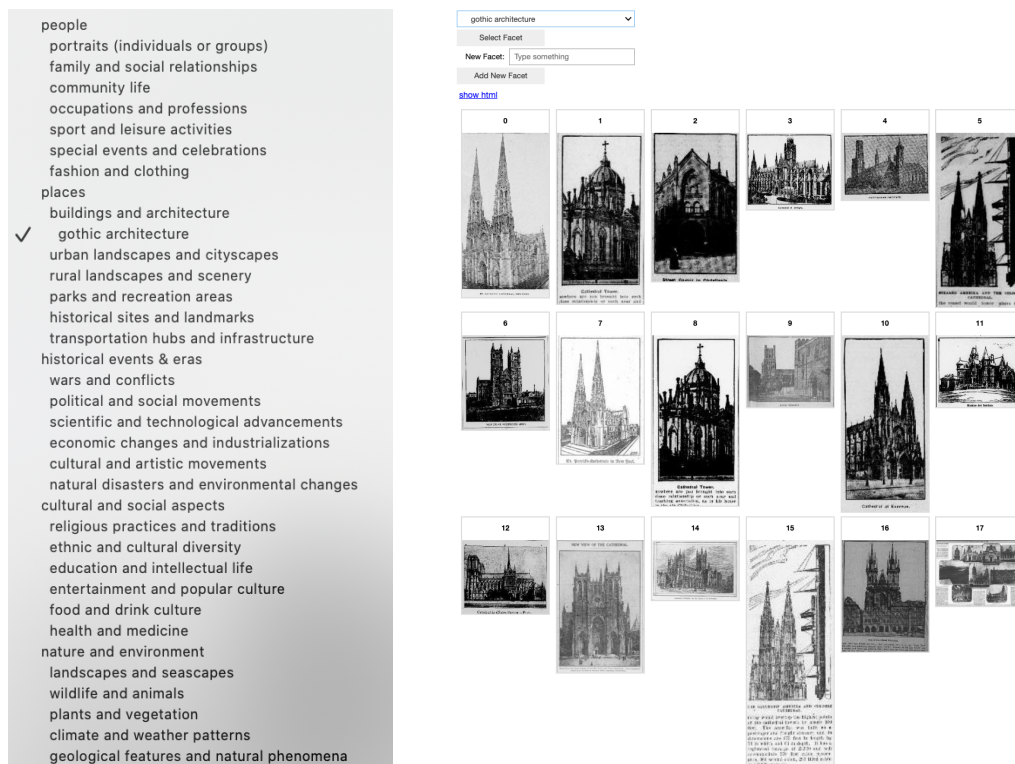 people
portraits (individuals or groups)
family and social relationships
community life
occupations and professions
sport and leisure activities
special events and celebrations
fashion and clothing
places
buildings and architecture
gothic architecture
urban landscapes and cityscapes
rural landscapes and scenery
parks and recreation areas
historical sites and landmarks
transportation hubs and infrastructure
historical events & eras
wars and conflicts
political and social movements
scientific and technological advancements
economic changes and industrializations
cultural and artistic movements
natural disasters and environmental changes
cultural and social aspects
religious practices and traditions
ethnic and cultural diversity
education and intellectual life
entertainment and popular culture
food and drink culture
health and medicine
nature and environment
landscapes and seascapes
wildlife and animals
plants and vegetation
climate and weather patterns
geological features and natural phenomena
gothic architecture
Select Facet
New Facet: Type something
Add New Facet
show html
0 1 2 3 4 5
Cathedral Tower.
6 7 8 9 10 11
Cathedral Tower.
12 13 14 15 16 17
NEW VIEW OF THE CATHEDRAL.